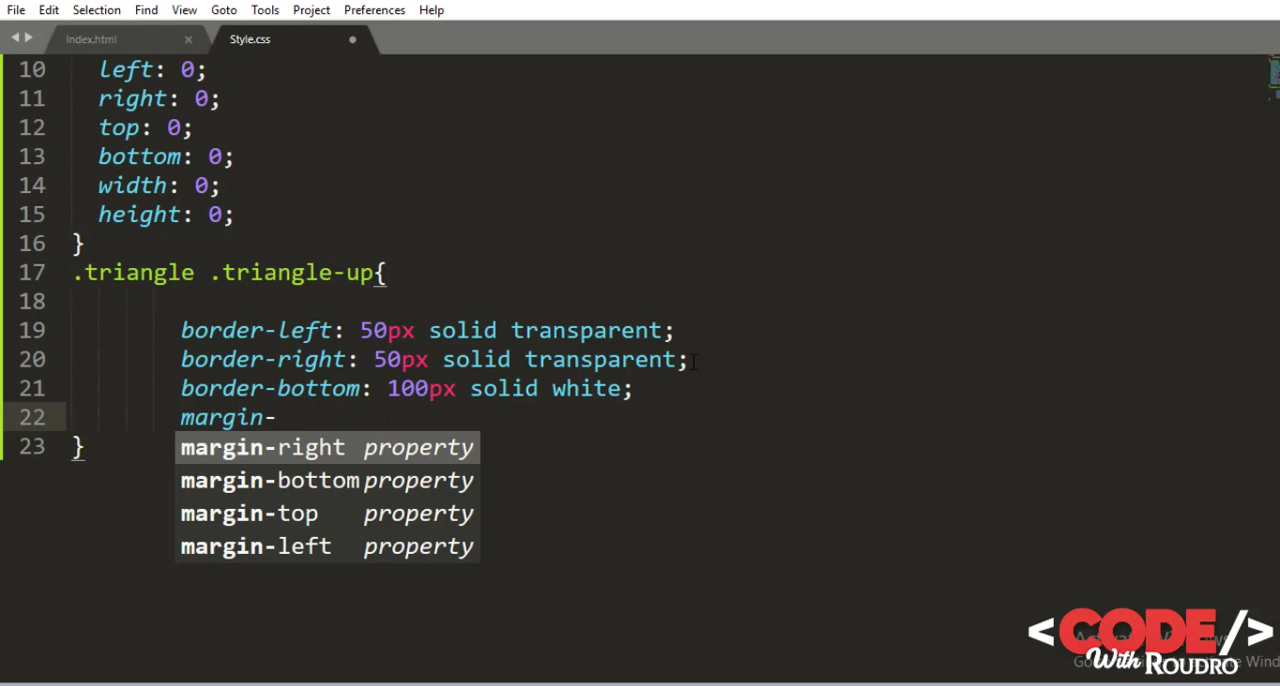 File Edit Selection Find View Goto Tools Project Preferences Help
Index.html × Style.css
10 left: 0;
11 right: 0;
12 top: 0;
13 bottom: 0;
14 width: 0;
15 height: 0;
16 }
17 .triangle .triangle-up{
18
19 border-left: 50px solid transparent;
20 border-right: 50px solid transparent;
21 border-bottom: 100px solid white;
22 margin-
23 }
margin-right property
margin-bottom property
margin-top property
margin-left property
<CODE/>
With ROUDRO